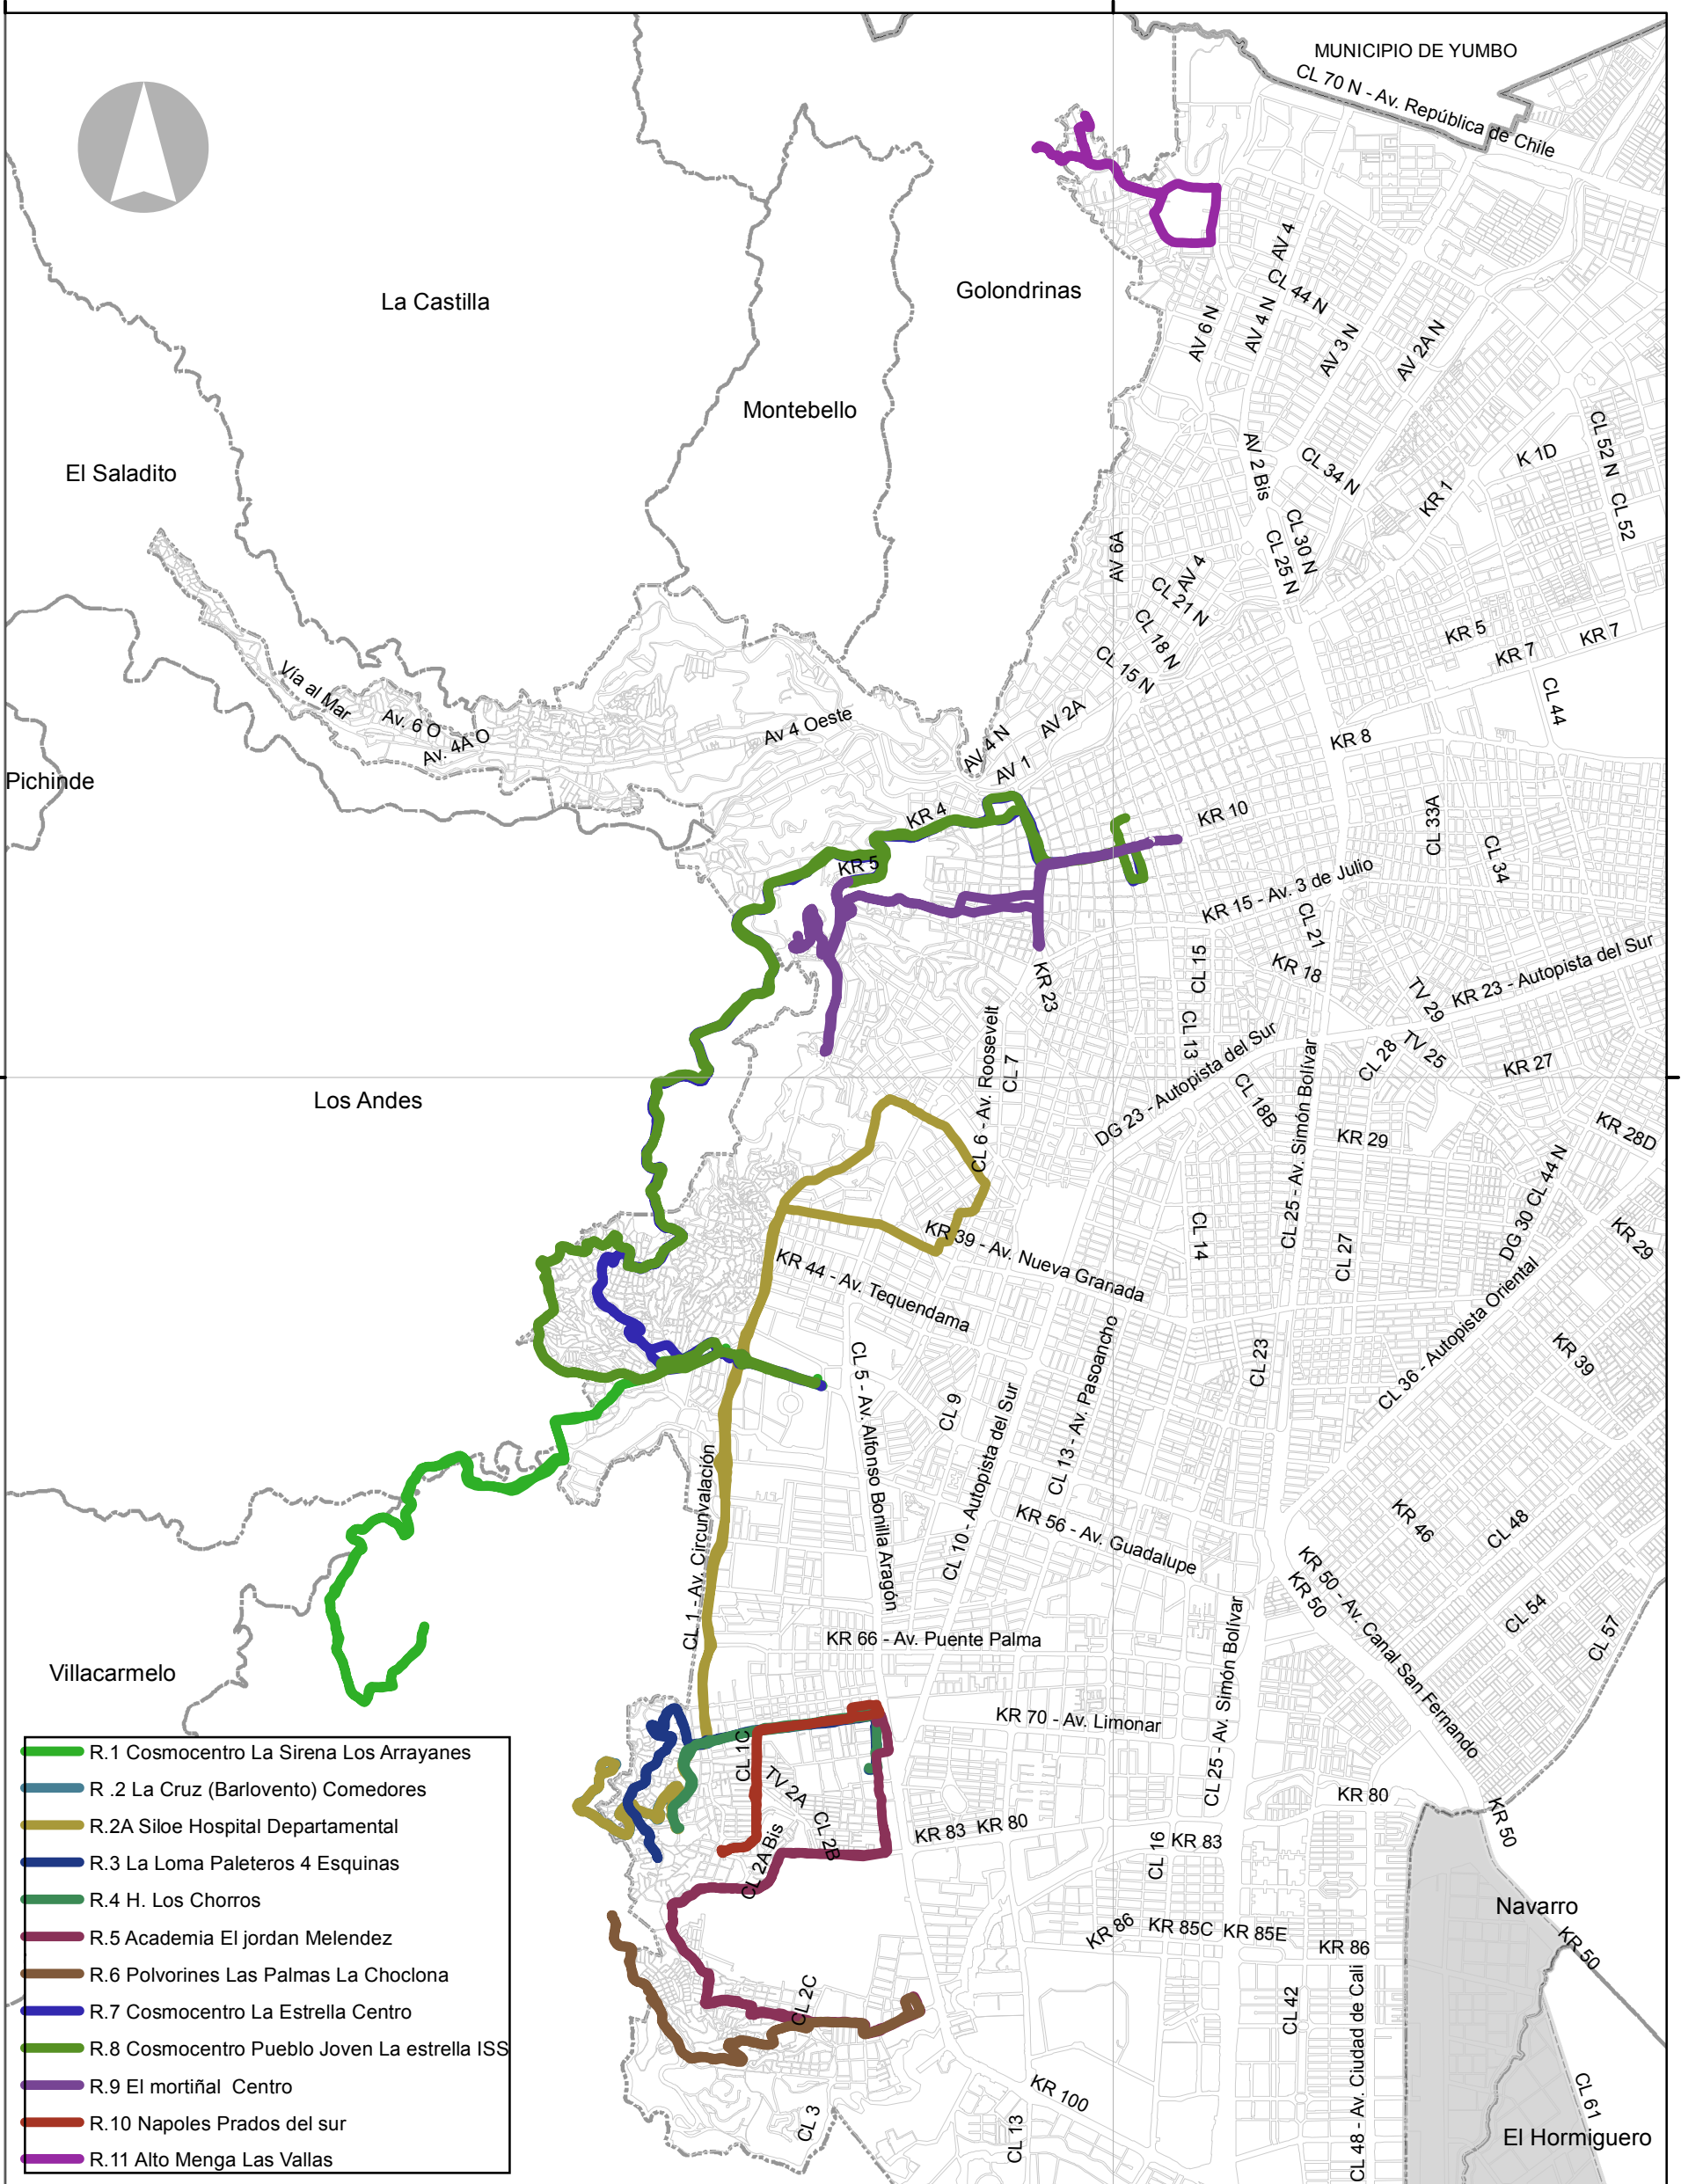 MUNICIPIO DE YUMBO
CL 70 N - Av. República de Chile
La Castilla
Golondrinas
Montebello
El Saladito
AV 4
CL 44 N
AV 6 N
AV 4 N
AV 3 N
AV 2A N
AV 2 Bis
CL 34 N
K 1D
CL 52 N
KR 1
CL 52
CL 30 N
CL 25 N
AV 6A
AV 4
CL 21 N
CL 18 N
CL 15 N
KR 5
KR 7
KR 7
CL 44
Vía al Mar
Av. 6 O
Av. 4A O
Av 4 Oeste
AV 2A
AV 4 N
AV 1
KR 8
Pichinde
KR 4
KR 10
CL 33A
CL 34
KR 5
KR 15 - Av. 3 de Julio
CL 21
CL 15
KR 18
KR 23 - Autopista del Sur
KR 23
TV 29
CL 13
TV 25
CL 28
KR 27
CL 6 - Av. Roosevelt
CL 7
Los Andes
DG 23 - Autopista del Sur
CL 18B
CL 25 - Av. Simón Bolívar
KR 29
KR 28D
DG 30
CL 44 N
KR 29
KR 39 - Av. Nueva Granada
CL 14
CL 27
KR 44 - Av. Tequendama
CL 36 - Autopista Oriental
KR 39
CL 23
CL 5 - Av. Alfonso Bonilla Aragón
CL 9
CL 10 - Autopista del Sur
CL 13 - Av. Pasoancho
CL 1 - Av. Circunvalación
KR 56 - Av. Guadalupe
KR 46
CL 48
KR 50 - Av. Canal San Fernando
KR 50
CL 54
CL 57
KR 66 - Av. Puente Palma
CL 25 - Av. Simón Bolívar
Villacarmelo
KR 70 - Av. Limonar
CL 1C
TV 2A
CL 2B
CL 2A Bis
KR 83
KR 80
KR 80
KR 50
CL 16
KR 83
Navarro
KR 86
KR 85C
KR 85E
KR 86
KR 50
CL 2C
CL 42
CL 48 - Av. Ciudad de Cali
KR 100
CL 3
CL 13
CL 61
El Hormiguero
R.1 Cosmocentro La Sirena Los Arrayanes
R .2 La Cruz (Barlovento) Comedores
R.2A Siloe Hospital Departamental
R.3 La Loma Paleteros 4 Esquinas
R.4 H. Los Chorros
R.5 Academia El jordan Melendez
R.6 Polvorines Las Palmas La Choclona
R.7 Cosmocentro La Estrella Centro
R.8 Cosmocentro Pueblo Joven La estrella ISS
R.9 El mortiñal Centro
R.10 Napoles Prados del sur
R.11 Alto Menga Las Vallas